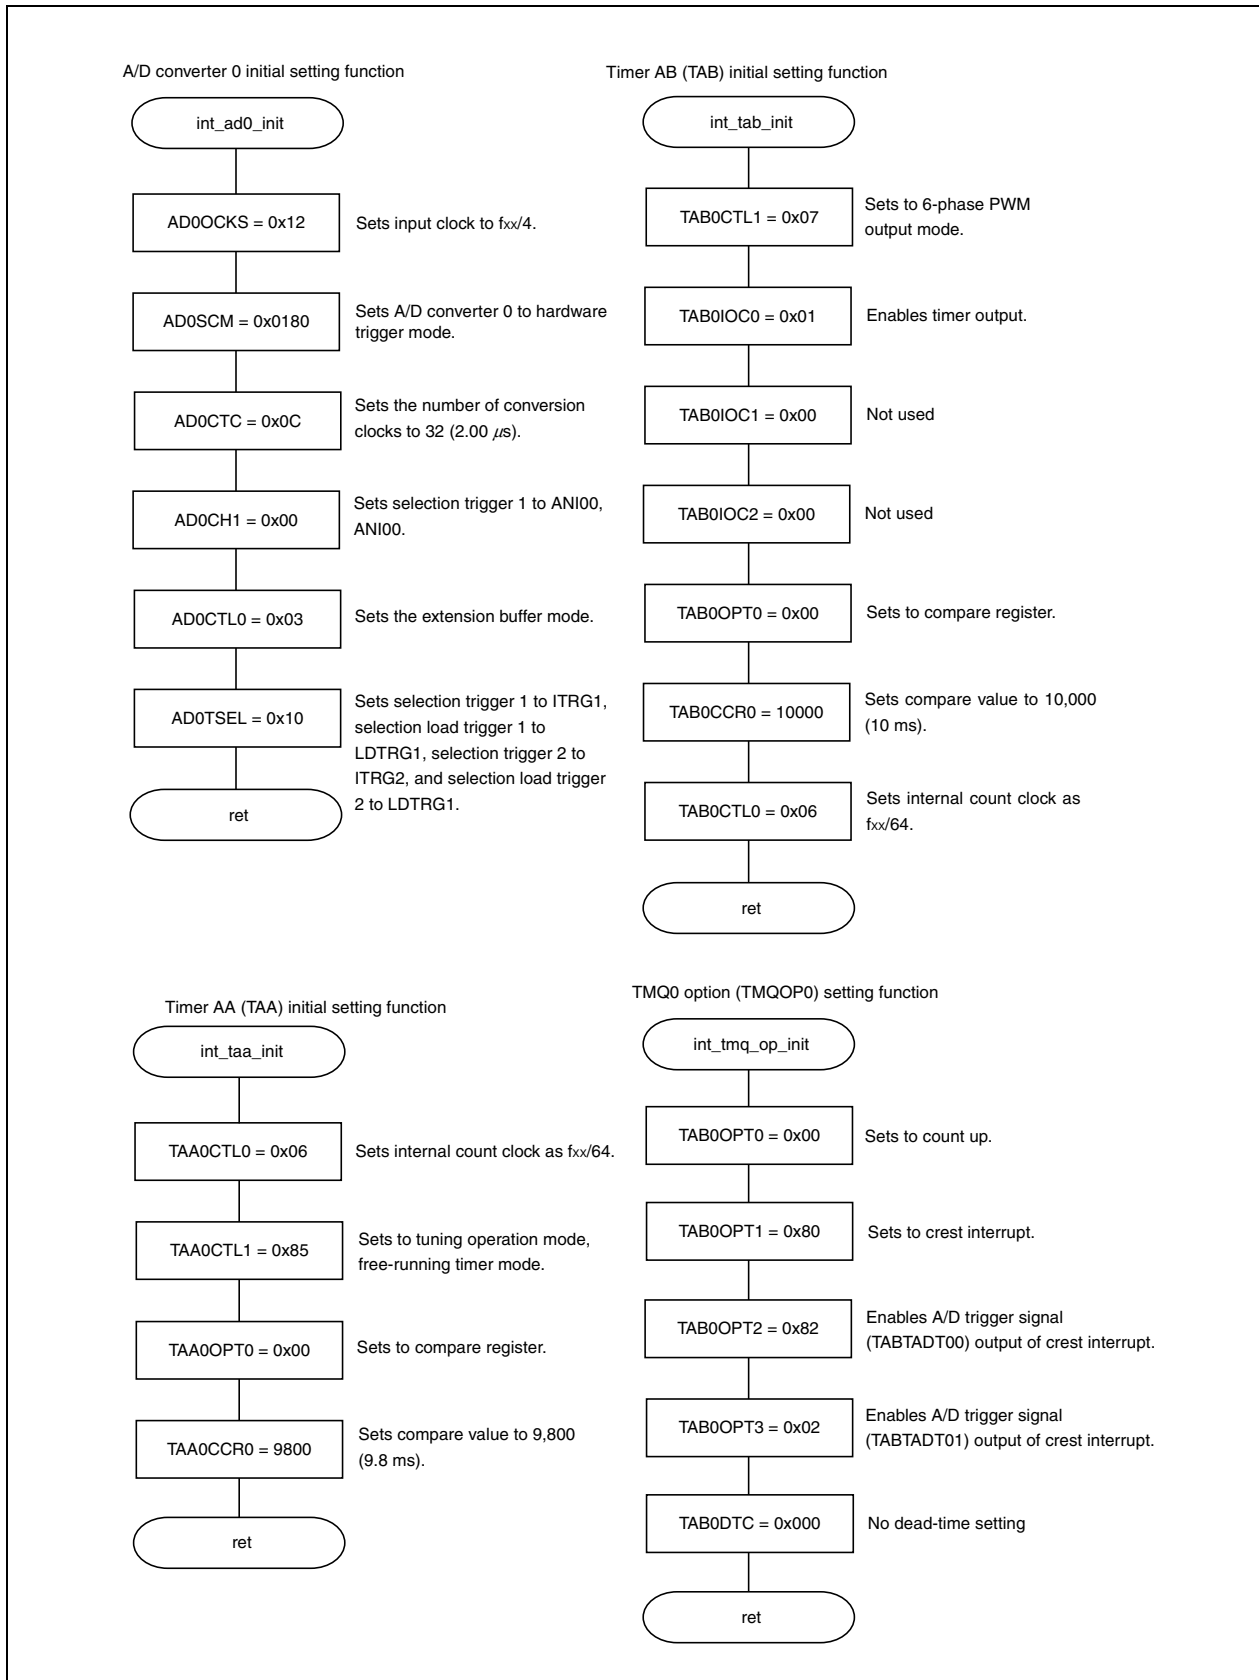 A/D converter 0 initial setting function
int_ad0_init
AD0OCKS = 0x12
Sets input clock to fxx/4.
AD0SCM = 0x0180
Sets A/D converter 0 to hardware
trigger mode.
AD0CTC = 0x0C
Sets the number of conversion
clocks to 32 (2.00 μs).
AD0CH1 = 0x00
Sets selection trigger 1 to ANI00,
ANI00.
AD0CTL0 = 0x03
Sets the extension buffer mode.
AD0TSEL = 0x10
Sets selection trigger 1 to ITRG1,
selection load trigger 1 to
LDTRG1, selection trigger 2 to
ITRG2, and selection load trigger
2 to LDTRG1.
ret
Timer AB (TAB) initial setting function
int_tab_init
TAB0CTL1 = 0x07
Sets to 6-phase PWM
output mode.
TAB0IOC0 = 0x01
Enables timer output.
TAB0IOC1 = 0x00
Not used
TAB0IOC2 = 0x00
Not used
TAB0OPT0 = 0x00
Sets to compare register.
TAB0CCR0 = 10000
Sets compare value to 10,000
(10 ms).
TAB0CTL0 = 0x06
Sets internal count clock as
fxx/64.
ret
Timer AA (TAA) initial setting function
int_taa_init
TAA0CTL0 = 0x06
Sets internal count clock as fxx/64.
TAA0CTL1 = 0x85
Sets to tuning operation mode,
free-running timer mode.
TAA0OPT0 = 0x00
Sets to compare register.
TAA0CCR0 = 9800
Sets compare value to 9,800
(9.8 ms).
ret
TMQ0 option (TMQOP0) setting function
int_tmq_op_init
TAB0OPT0 = 0x00
Sets to count up.
TAB0OPT1 = 0x80
Sets to crest interrupt.
TAB0OPT2 = 0x82
Enables A/D trigger signal
(TABTADT00) output of crest interrupt.
TAB0OPT3 = 0x02
Enables A/D trigger signal
(TABTADT01) output of crest interrupt.
TAB0DTC = 0x000
No dead-time setting
ret